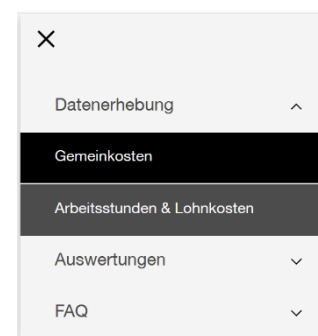 Datenerhebung
Gemeinkosten
Arbeitsstunden & Lohnkosten
Auswertungen
FAQ